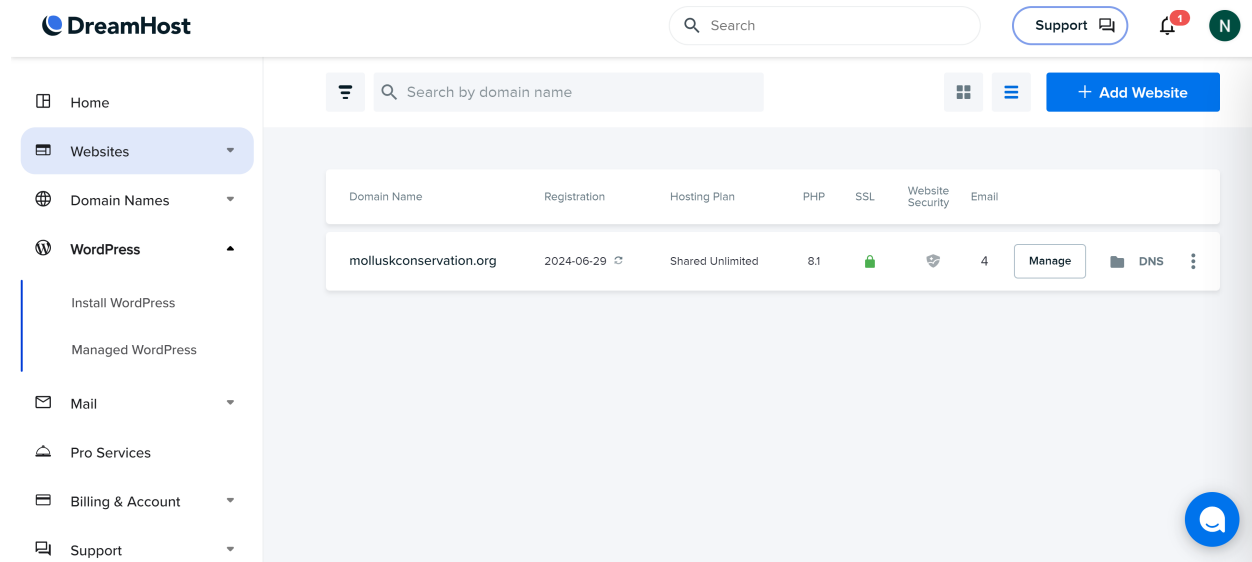 DreamHost
Search
Support
1
N
Home
Websites
Domain Names
WordPress
Install WordPress
Managed WordPress
Mail
Pro Services
Billing & Account
Support
Search by domain name
+ Add Website
Domain Name Registration Hosting Plan PHP SSL Website Security Email
molluskconservation.org 2024-06-29 Shared Unlimited 8.1 4 Manage DNS